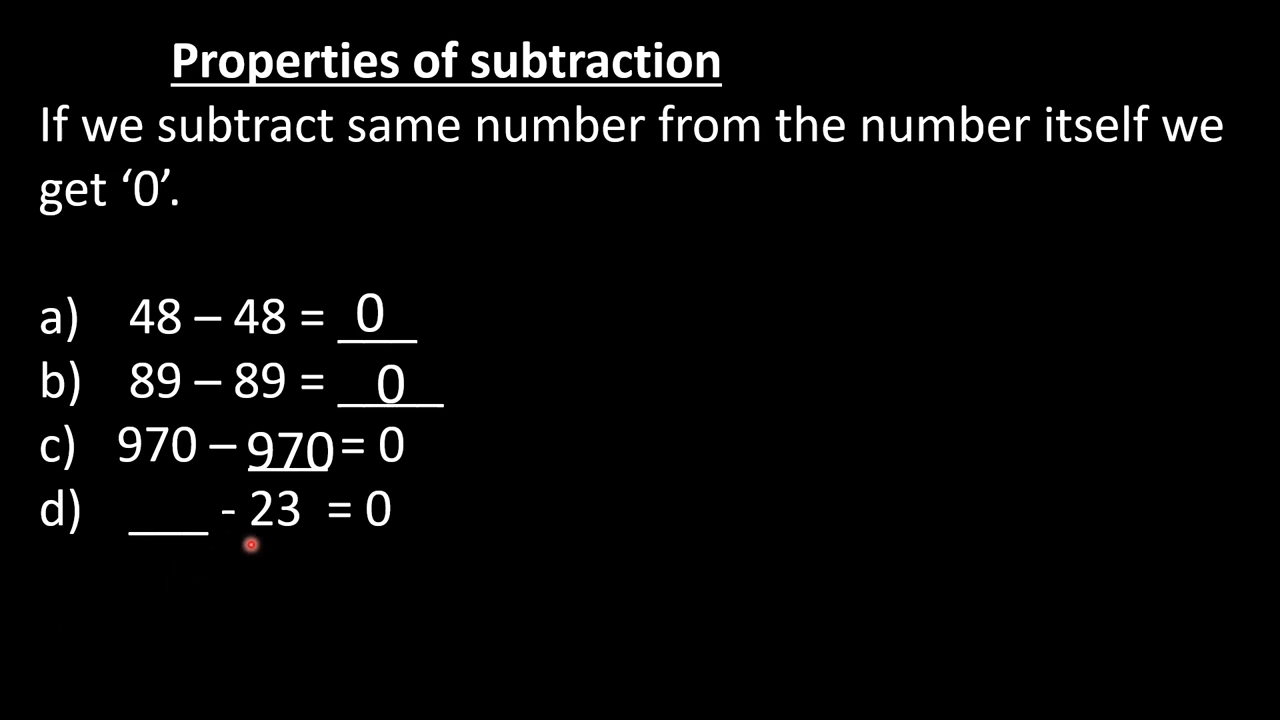 Properties of subtraction
If we subtract same number from the number itself we
get ‘0’.
a) 48 – 48 = 0
b) 89 – 89 = 0
c) 970 – 970 = 0
d) ___ - 23 = 0